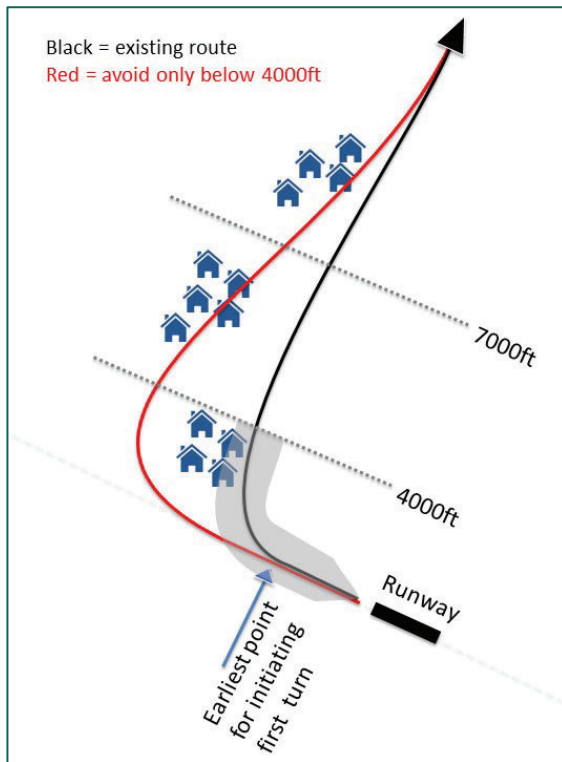 Black = existing route
Red = avoid only below 4000ft
7000ft
4000ft
Runway
Earliest point
for initiating
first turn